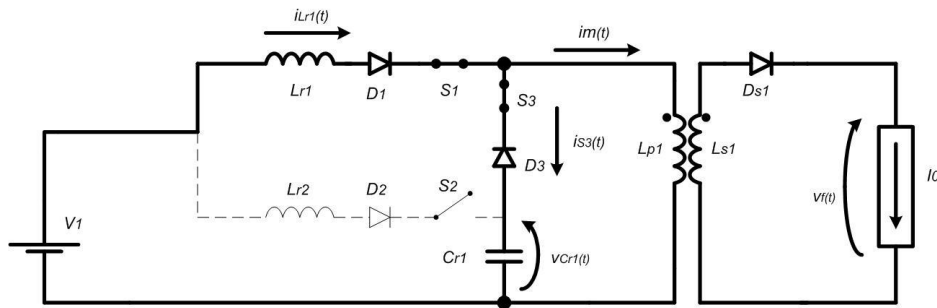 iLr1(t)
im(t)
Lr1
D1
S1
S3
Ds1
iS3(t)
D3
Lp1
Ls1
vf(t)
I0
Lr2
D2
S2
V1
Cr1
vCr1(t)